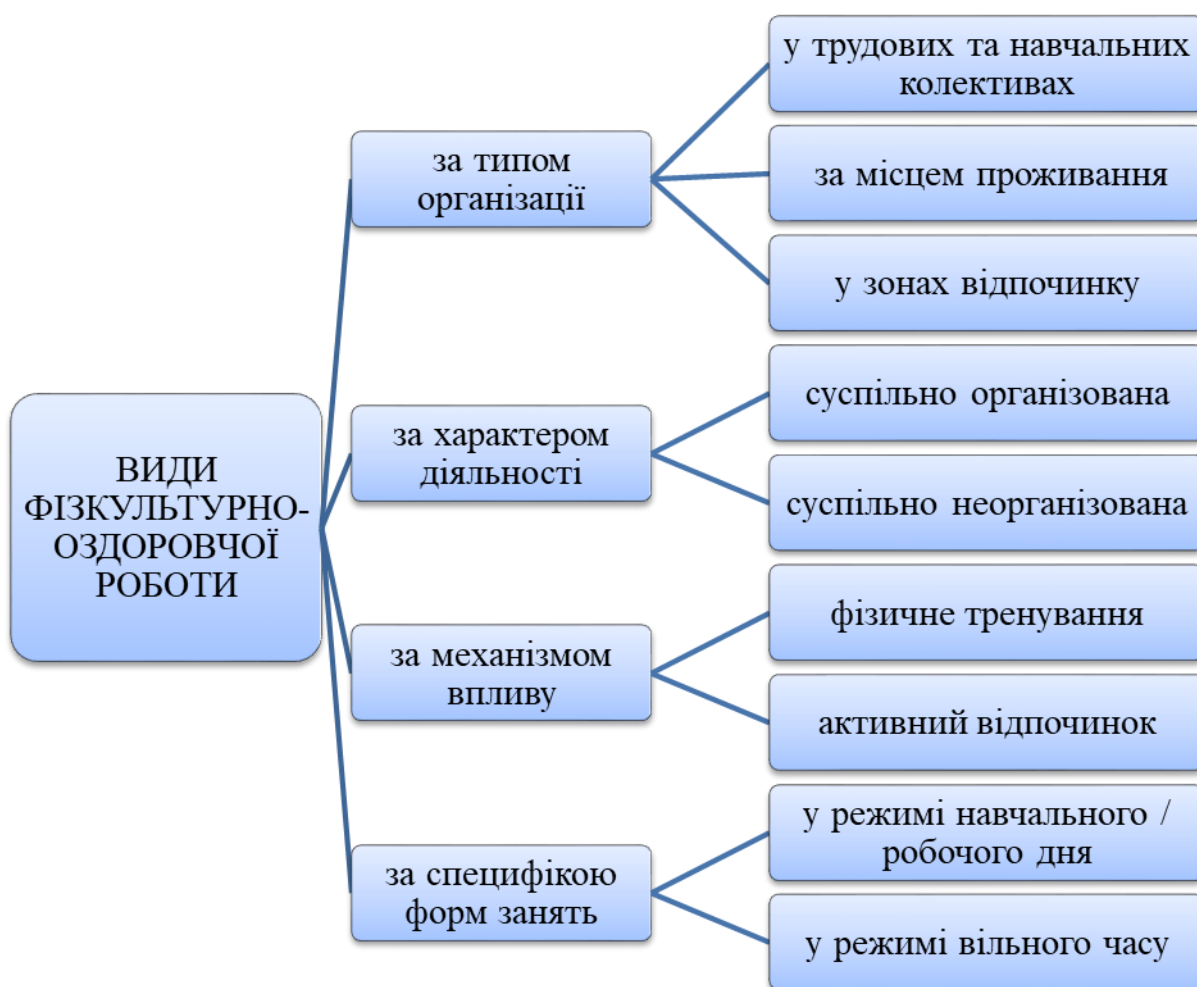 ВИДИ
ФІЗКУЛЬТУРНО-
ОЗДОРОВЧОЇ
РОБОТИ
за типом
організації
у трудових та навчальних
колективах
за місцем проживання
у зонах відпочинку
за характером
діяльності
суспільно організована
суспільно неорганізована
за механізмом
впливу
фізичне тренування
активний відпочинок
за специфікою
форм занять
у режимі навчального /
робочого дня
у режимі вільного часу